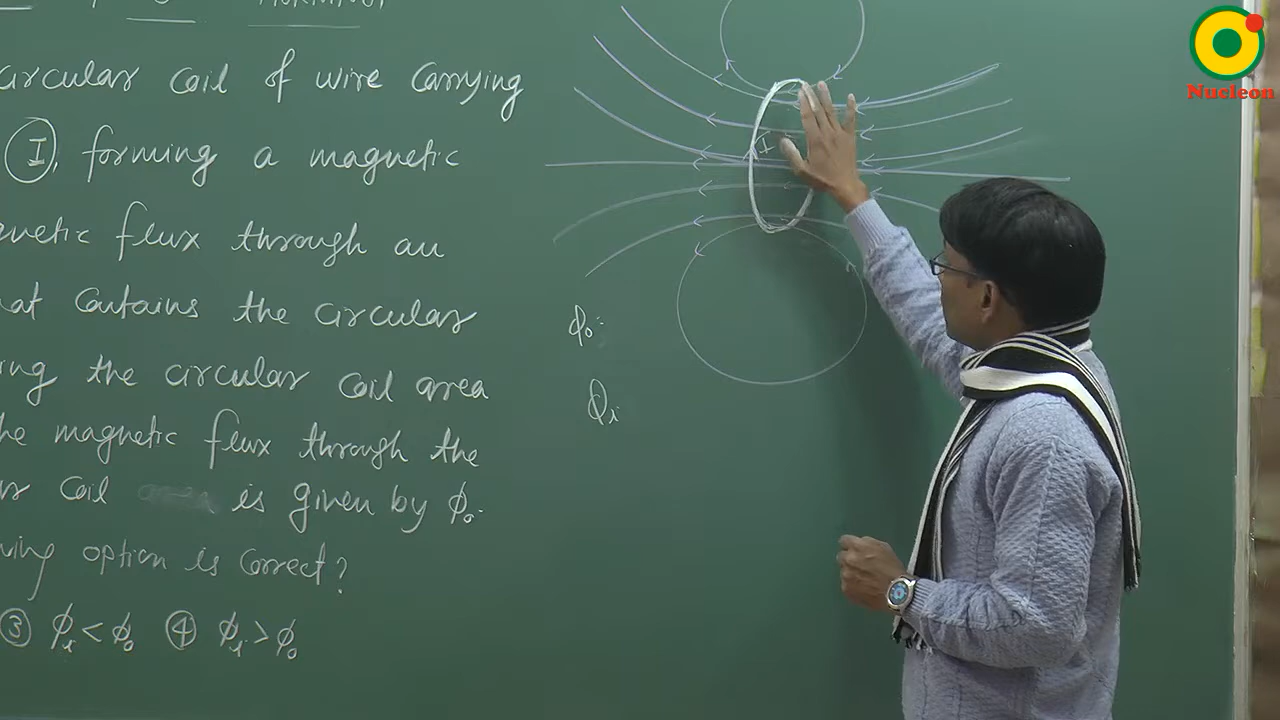 circular coil of wire carrying
I, forming a magnetic
netic flux through an
hat contains the circular
ing the circular coil area
he magnetic flux through the
coil is given by ϕ₀.
wing option is correct?
③ ϕᵢ < ϕ₀ ④ ϕᵢ > ϕ₀
I
ϕ₀:
ϕᵢ
Nucleon